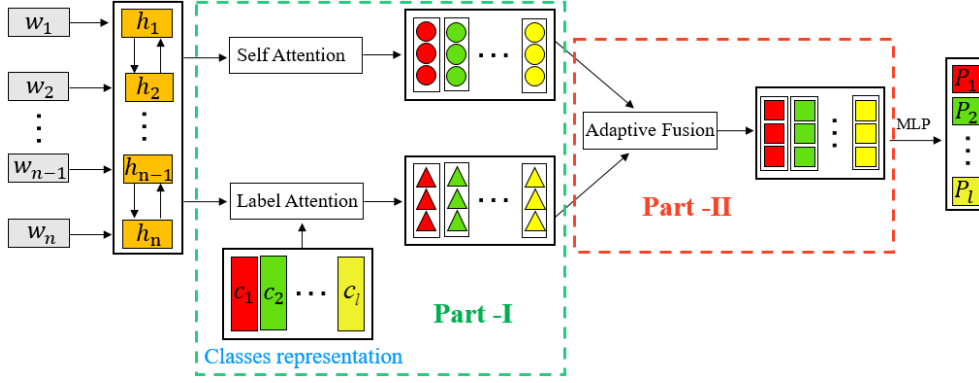 w₁
w₂
⋮
wₙ₋₁
wₙ
h₁
h₂
⋮
hₙ₋₁
hₙ
Self Attention
Label Attention
c₁ c₂ ⋯ cₗ
Classes representation
Part -I
⋯
⋯
Adaptive Fusion
Part -II
⋮
MLP
P₁
P₂
⋮
Pₗ